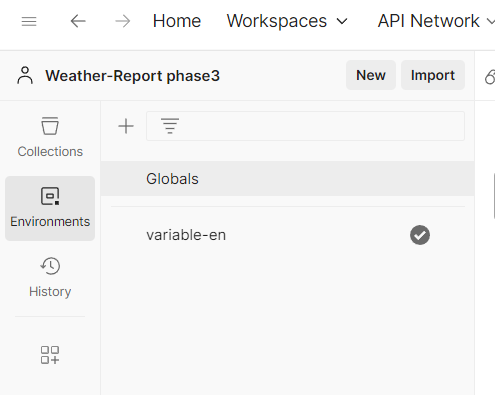 Home Workspaces API Network
Weather-Report phase3 New Import
Collections
Environments
History
Globals
variable-en